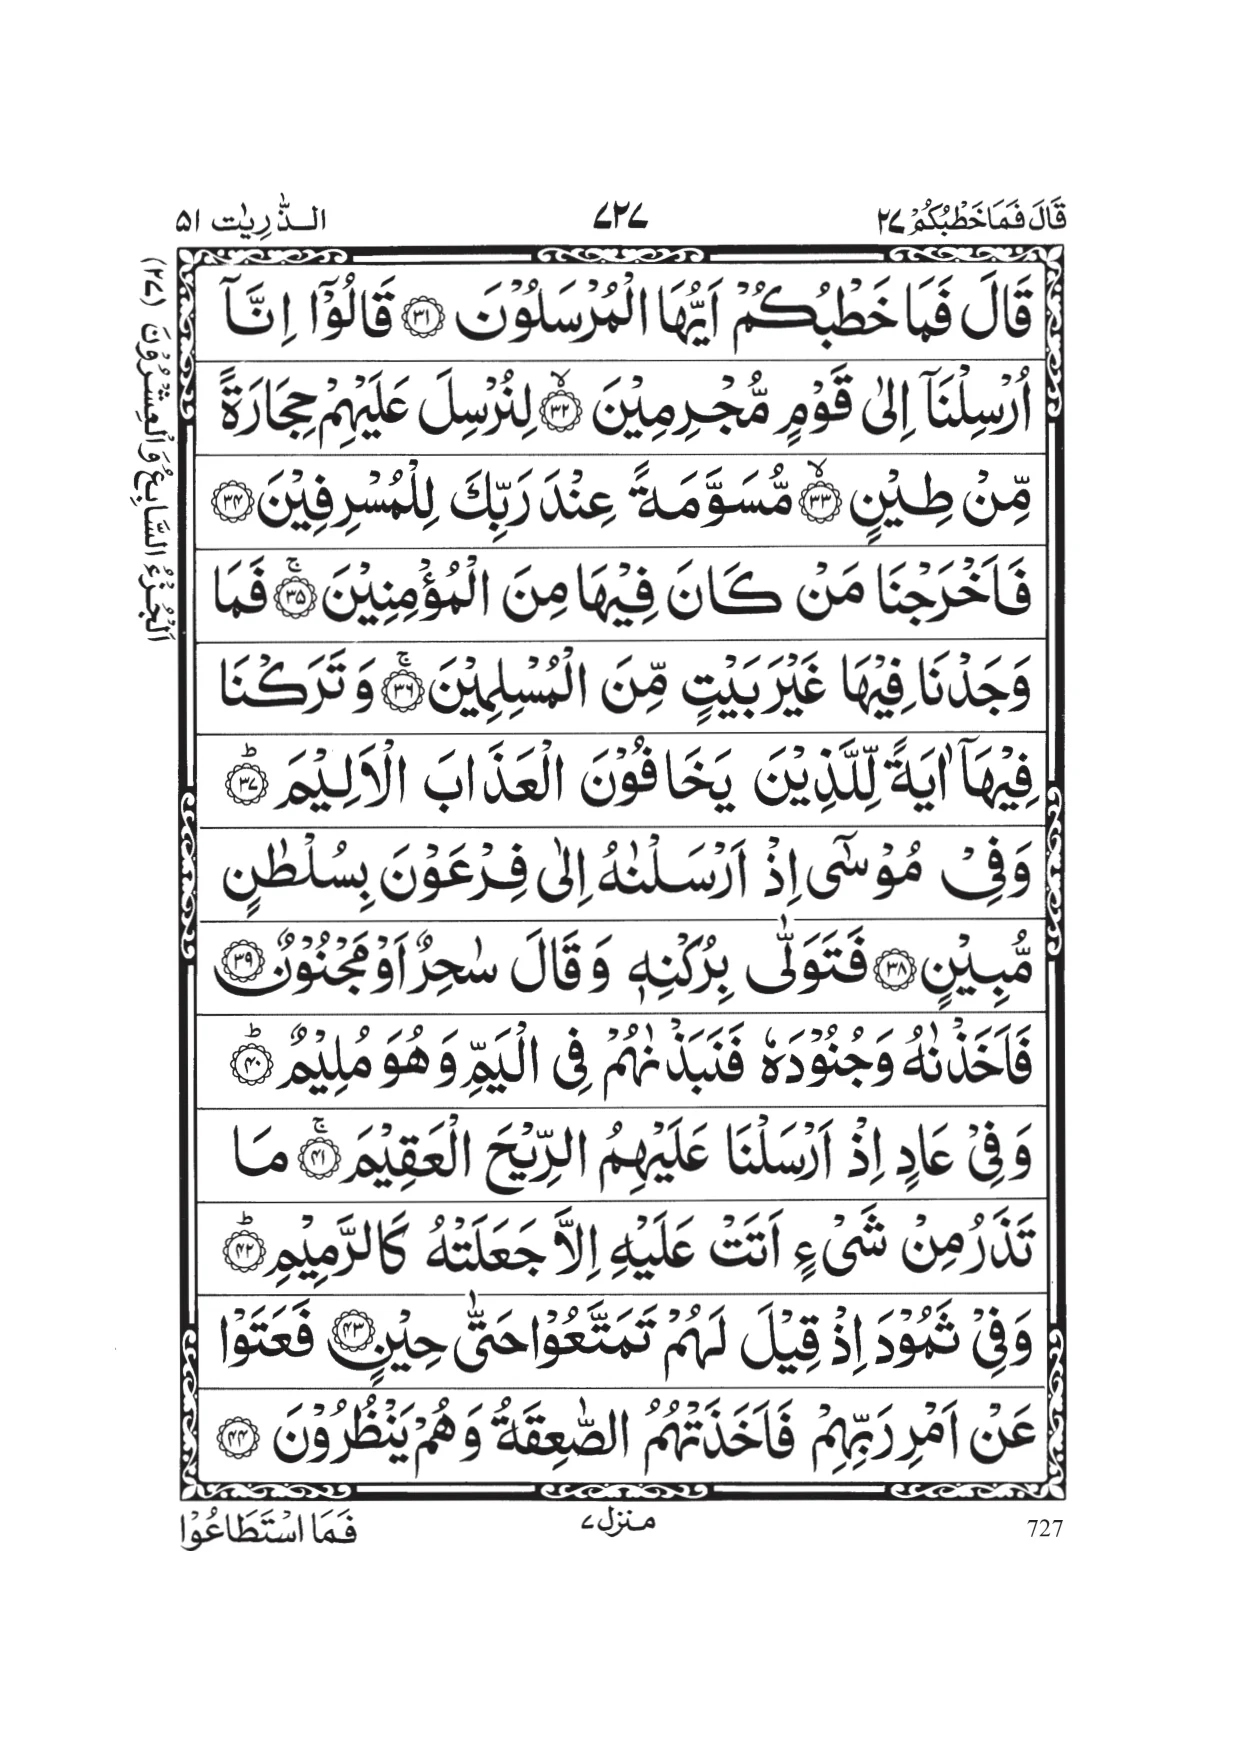 قَالَ فَمَا خَطْبُكُمْ ٢٧ ٧٢٧ الذّٰرِيٰت ٥١
اَلْجُزْءُ السَّابِعُ وَالْعِشْرُوْنَ (٢٧)
قَالَ فَمَا خَطْبُكُمْ اَيُّهَا الْمُرْسَلُوْنَ ۝٣١ قَالُوْٓا اِنَّآ
اُرْسِلْنَآ اِلٰى قَوْمٍ مُّجْرِمِيْنَ ۝٣٢ۙ لِنُرْسِلَ عَلَيْهِمْ حِجَارَةً
مِّنْ طِيْنٍ ۝٣٣ۙ مُّسَوَّمَةً عِنْدَ رَبِّكَ لِلْمُسْرِفِيْنَ ۝٣٤
فَاَخْرَجْنَا مَنْ كَانَ فِيْهَا مِنَ الْمُؤْمِنِيْنَ ۝٣٥ۚ فَمَا
وَجَدْنَا فِيْهَا غَيْرَ بَيْتٍ مِّنَ الْمُسْلِمِيْنَ ۝٣٦ۚ وَتَرَكْنَا
فِيْهَآ اٰيَةً لِّلَّذِيْنَ يَخَافُوْنَ الْعَذَابَ الْاَلِيْمَ ۝٣٧ؕ
وَفِيْ مُوْسٰٓى اِذْ اَرْسَلْنٰهُ اِلٰى فِرْعَوْنَ بِسُلْطٰنٍ
مُّبِيْنٍ ۝٣٨ فَتَوَلّٰى بِرُكْنِهٖ وَقَالَ سٰحِرٌ اَوْ مَجْنُوْنٌ ۝٣٩
فَاَخَذْنٰهُ وَجُنُوْدَهٗ فَنَبَذْنٰهُمْ فِى الْيَمِّ وَهُوَ مُلِيْمٌ ۝٤٠ؕ
وَفِيْ عَادٍ اِذْ اَرْسَلْنَا عَلَيْهِمُ الرِّيْحَ الْعَقِيْمَ ۝٤١ۚ مَا
تَذَرُ مِنْ شَيْءٍ اَتَتْ عَلَيْهِ اِلَّا جَعَلَتْهُ كَالرَّمِيْمِ ۝٤٢ؕ
وَفِيْ ثَمُوْدَ اِذْ قِيْلَ لَهُمْ تَمَتَّعُوْا حَتّٰى حِيْنٍ ۝٤٣ فَعَتَوْا
عَنْ اَمْرِ رَبِّهِمْ فَاَخَذَتْهُمُ الصّٰعِقَةُ وَهُمْ يَنْظُرُوْنَ ۝٤٤
727 منزل ٧ فَمَا اسْتَطَاعُوْا